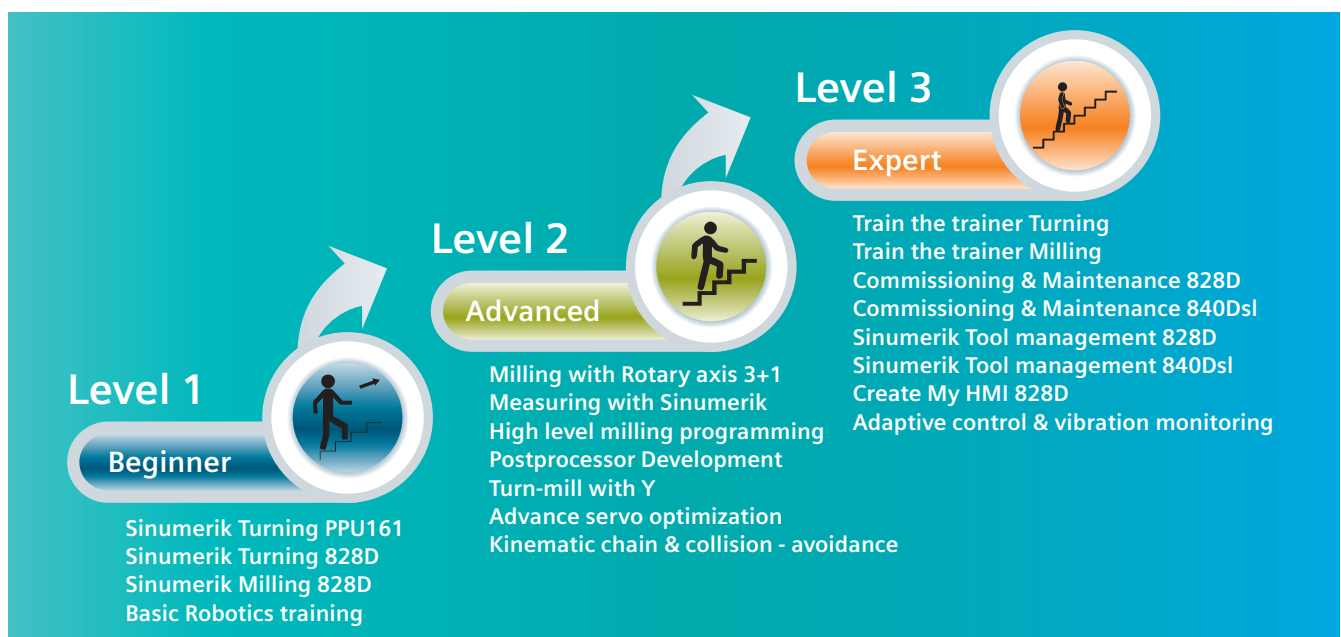 Level 1
Beginner
Sinumerik Turning PPU161
Sinumerik Turning 828D
Sinumerik Milling 828D
Basic Robotics training
Level 2
Advanced
Milling with Rotary axis 3+1
Measuring with Sinumerik
High level milling programming
Postprocessor Development
Turn-mill with Y
Advance servo optimization
Kinematic chain & collision - avoidance
Level 3
Expert
Train the trainer Turning
Train the trainer Milling
Commissioning & Maintenance 828D
Commissioning & Maintenance 840Dsl
Sinumerik Tool management 828D
Sinumerik Tool management 840Dsl
Create My HMI 828D
Adaptive control & vibration monitoring